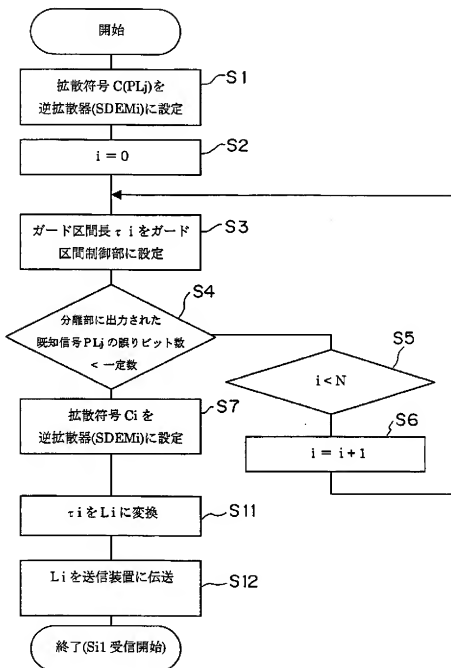 開始
拡散符号 C(PLj)を
逆拡散器(SDEMi)に設定
S1
i = 0
S2
ガード区間長 τ i をガード
区間制御部に設定
S3
分離部に出力された
既知信号 PLj の誤りビット数
< 一定数
S4
i < N
S5
i = i + 1
S6
拡散符号 Ci を
逆拡散器(SDEMi)に設定
S7
τi をLi に変換
S11
Li を送信装置に伝送
S12
終了(Si1 受信開始)